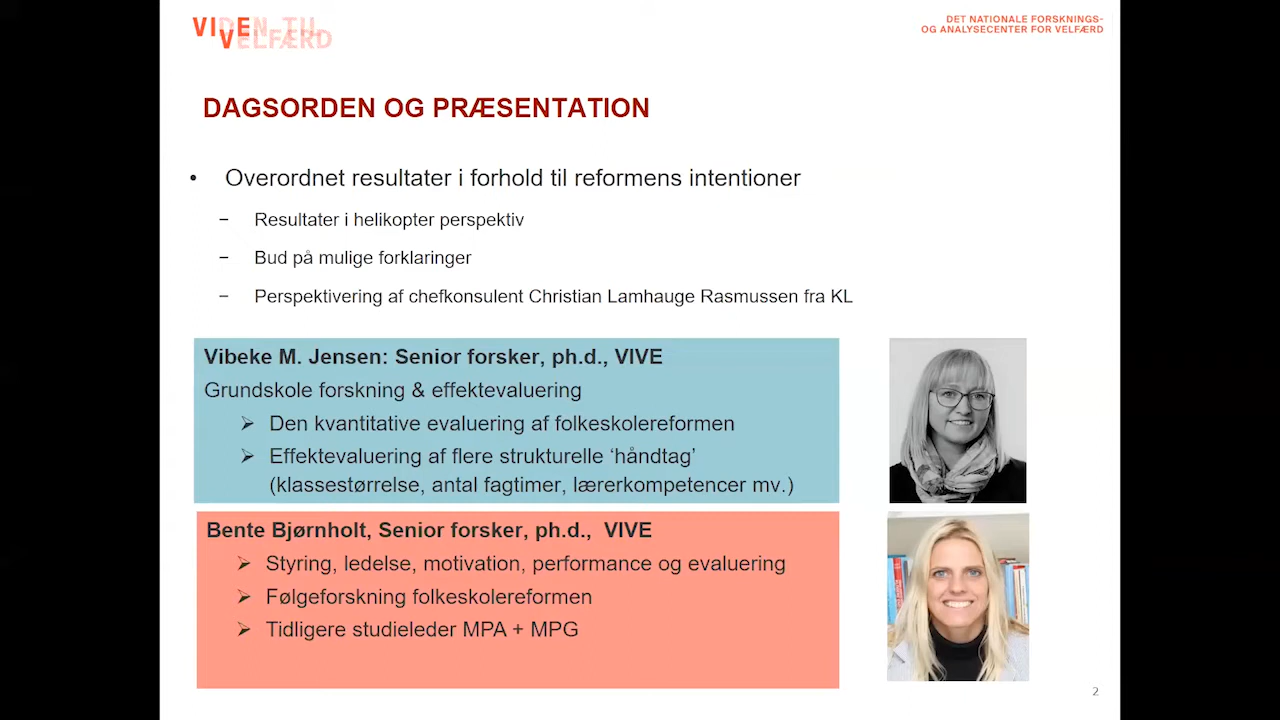 VIDEN TIL
VELFÆRD
DET NATIONALE FORSKNINGS-
OG ANALYSECENTER FOR VELFÆRD
DAGSORDEN OG PRÆSENTATION
• Overordnet resultater i forhold til reformens intentioner
– Resultater i helikopter perspektiv
– Bud på mulige forklaringer
– Perspektivering af chefkonsulent Christian Lamhauge Rasmussen fra KL
Vibeke M. Jensen: Senior forsker, ph.d., VIVE
Grundskole forskning & effektevaluering
➢ Den kvantitative evaluering af folkeskolereformen
➢ Effektevaluering af flere strukturelle ‘håndtag’
(klassestørrelse, antal fagtimer, lærerkompetencer mv.)
Bente Bjørnholt, Senior forsker, ph.d., VIVE
➢ Styring, ledelse, motivation, performance og evaluering
➢ Følgeforskning folkeskolereformen
➢ Tidligere studieleder MPA + MPG
2